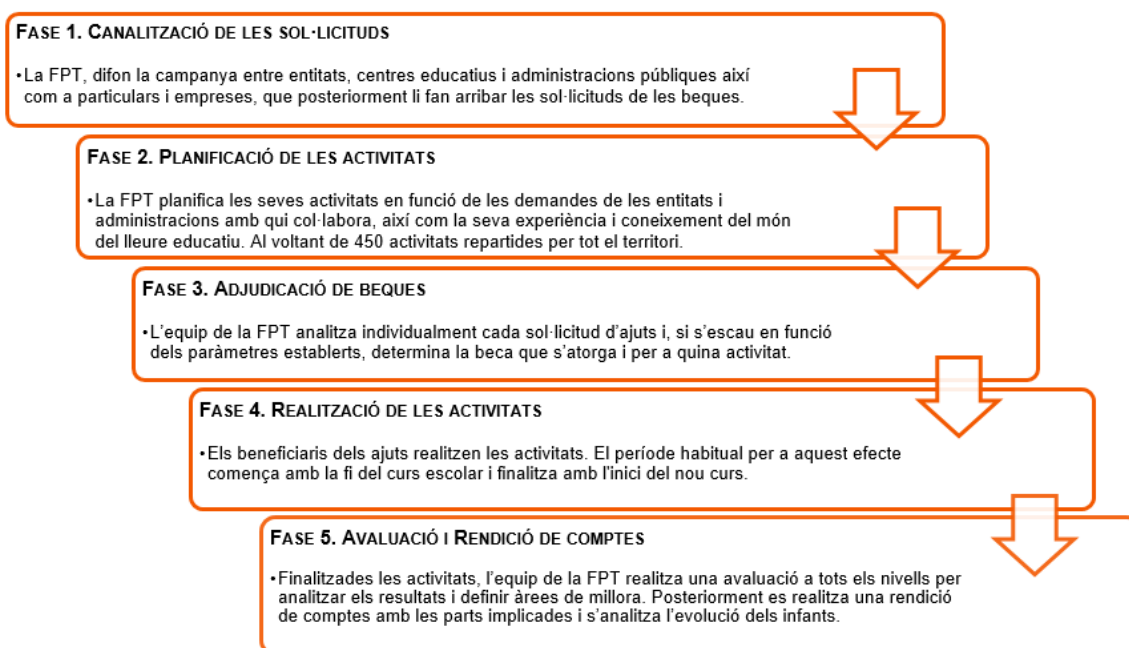 FASE 1. CANALITZACIÓ DE LES SOL·LICITUDS
•La FPT, difon la campanya entre entitats, centres educatius i administracions públiques així
com a particulars i empreses, que posteriorment li fan arribar les sol·licituds de les beques.
FASE 2. PLANIFICACIÓ DE LES ACTIVITATS
•La FPT planifica les seves activitats en funció de les demandes de les entitats i
administracions amb qui col·labora, així com la seva experiència i coneixement del món
del lleure educatiu. Al voltant de 450 activitats repartides per tot el territori.
FASE 3. ADJUDICACIÓ DE BEQUES
•L’equip de la FPT analitza individualment cada sol·licitud d’ajuts i, si s’escau en funció
dels paràmetres establerts, determina la beca que s’atorga i per a quina activitat.
FASE 4. REALITZACIÓ DE LES ACTIVITATS
•Els beneficiaris dels ajuts realitzen les activitats. El període habitual per a aquest efecte
comença amb la fi del curs escolar i finalitza amb l'inici del nou curs.
FASE 5. AVALUACIÓ I RENDICIÓ DE COMPTES
•Finalitzades les activitats, l’equip de la FPT realitza una avaluació a tots els nivells per
analitzar els resultats i definir àrees de millora. Posteriorment es realitza una rendició
de comptes amb les parts implicades i s’analitza l’evolució dels infants.